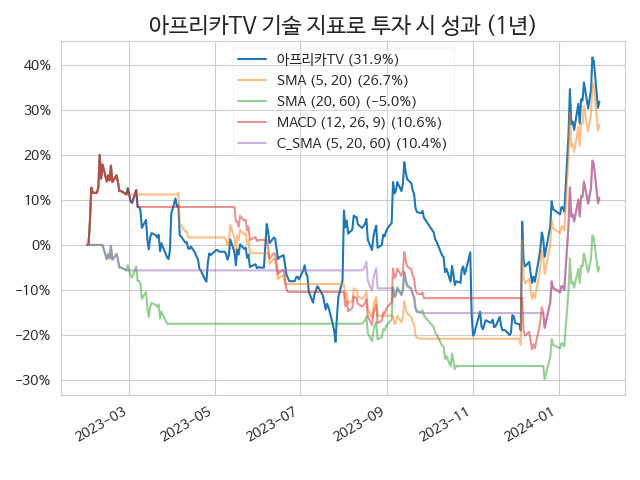 아프리카TV 기술 지표로 투자 시 성과 (1년)
아프리카TV (31.9%)
SMA (5, 20) (26.7%)
SMA (20, 60) (−5.0%)
MACD (12, 26, 9) (10.6%)
C_SMA (5, 20, 60) (10.4%)
40%
30%
20%
10%
0%
−10%
−20%
−30%
2023−03
2023−05
2023−07
2023−09
2023−11
2024−01